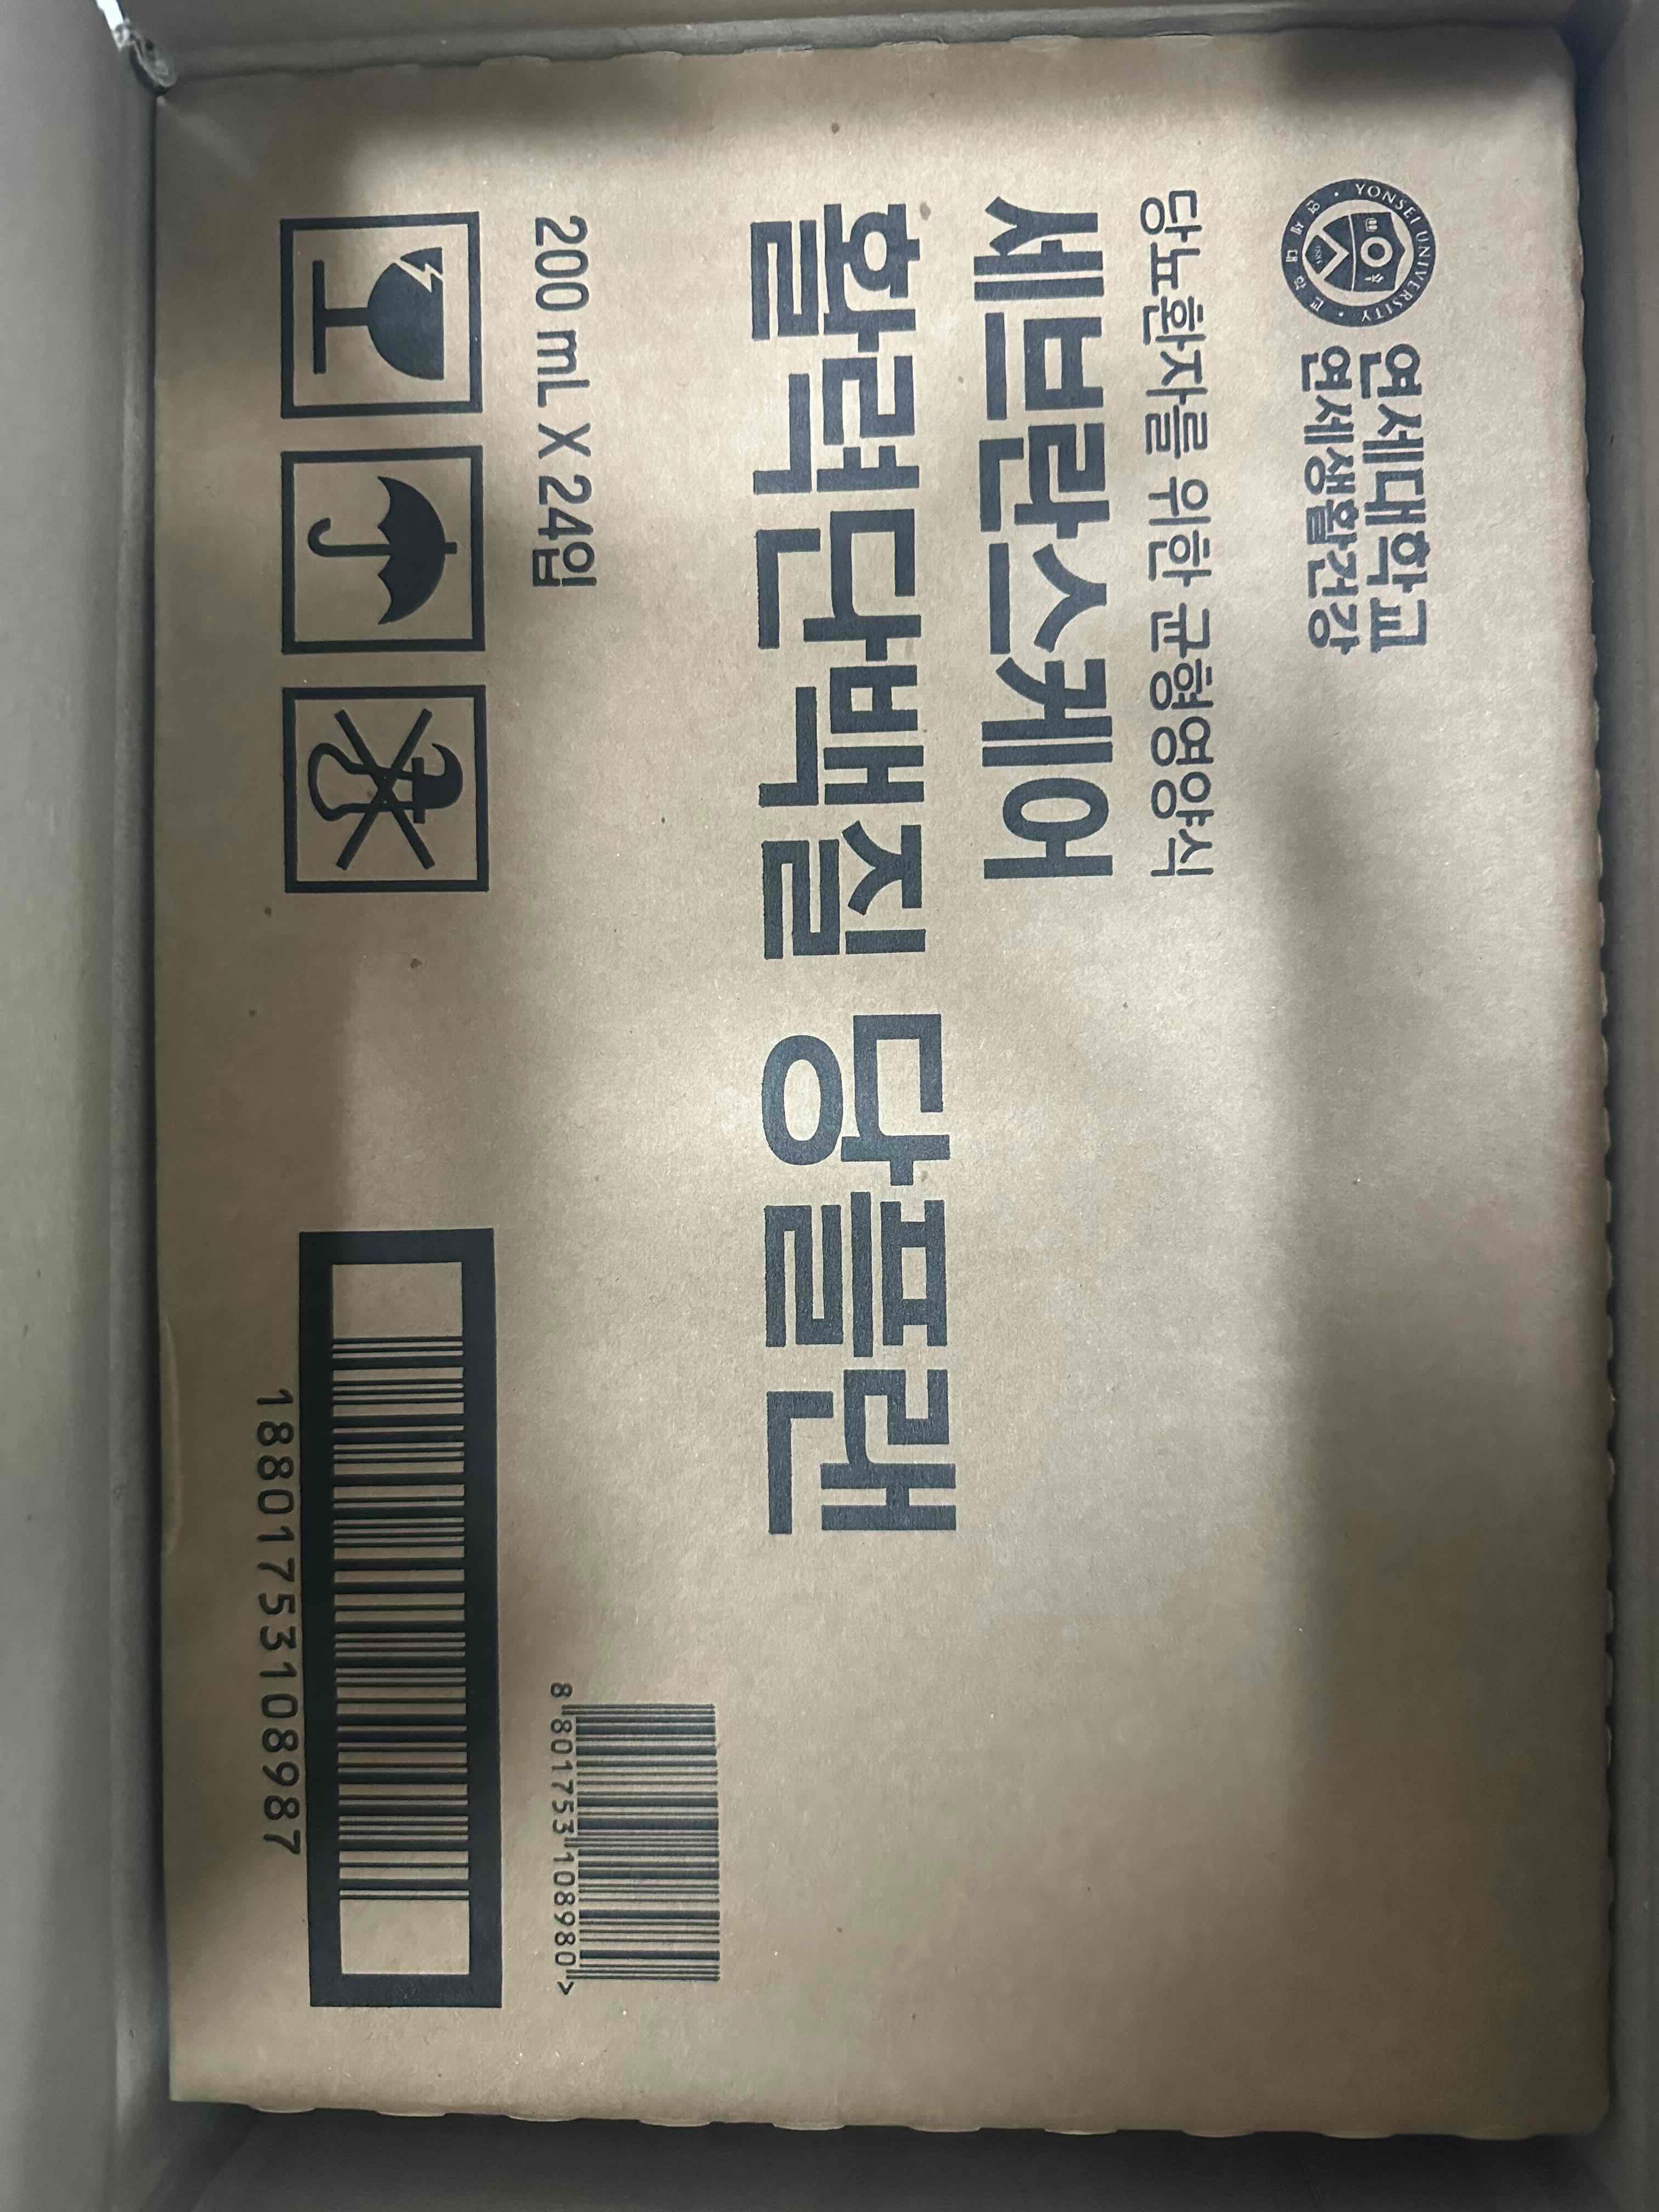 YONSEI UNIVERSITY
연세대학교
연세생활건강
당뇨환자를 위한 균형영양식
세브란스케어
활력단백질 당플랜
200 mL X 24입
8 801753 108980 >
18801753108987